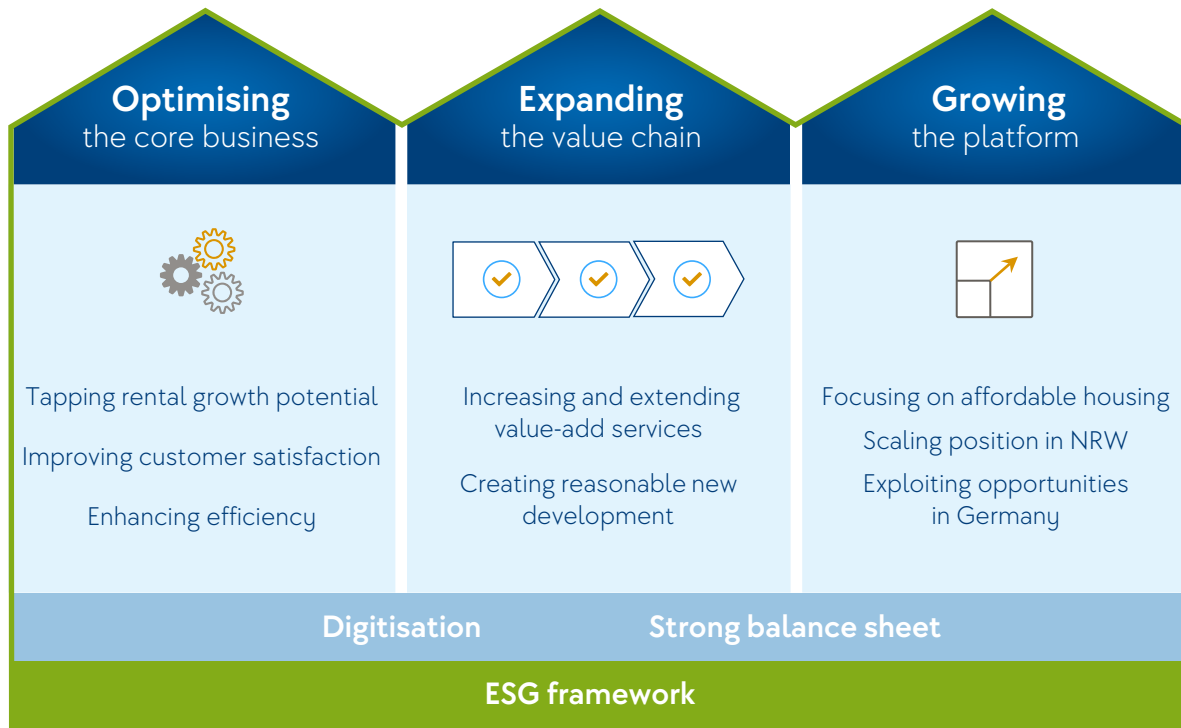 Optimising
the core business
Tapping rental growth potential
Improving customer satisfaction
Enhancing efficiency
Expanding
the value chain
Increasing and extending
value-add services
Creating reasonable new
development
Growing
the platform
Focusing on affordable housing
Scaling position in NRW
Exploiting opportunities
in Germany
Digitisation
Strong balance sheet
ESG framework